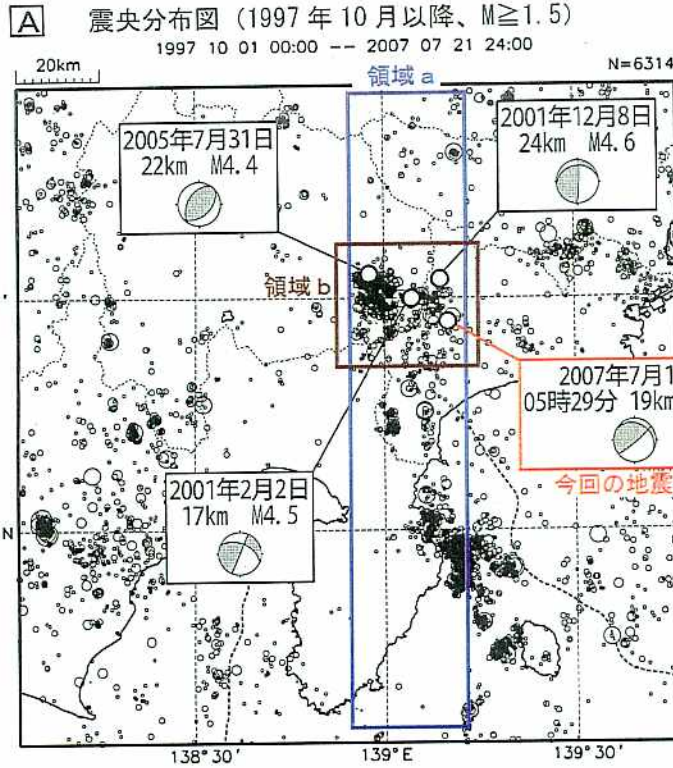 A 震央分布図(1997年10月以降、M≧1.5)
1997 10 01 00:00 -- 2007 07 21 24:00
20km
N=6314
領域a
2005年7月31日
22km M4.4
2001年12月8日
24km M4.6
領域b
2007年7月1
05時29分 19km
今回の地震
2001年2月2日
17km M4.5
N
138°30'
139°E
139°30'